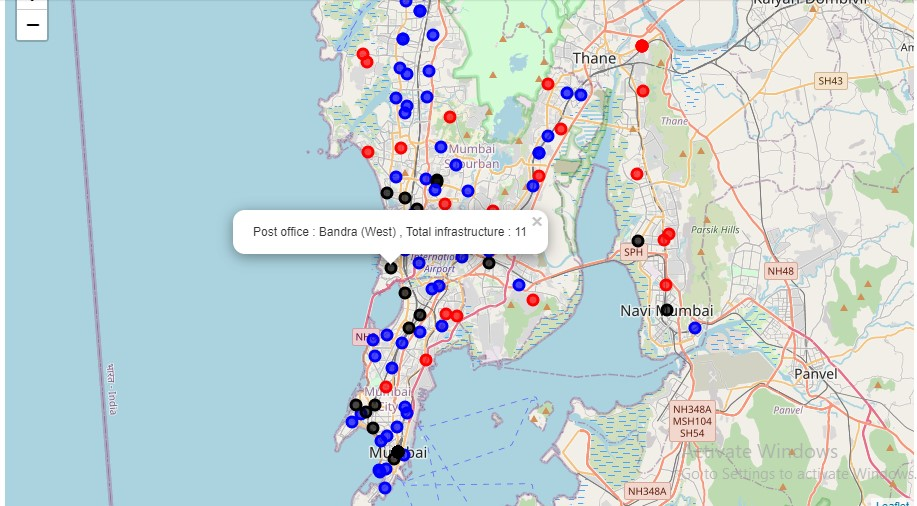 −
Kalyan-Dombivli
Thane
SH43
Am
Thane
Mumbai
Suburban
Post office : Bandra (West) , Total infrastructure : 11
×
Parsik Hills
SPH
International
Airport
NH48
Navi Mumbai
NH
भारत
India
Panvel
Mumbai
City
Panvel
NH348A
MSH104
SH54
Mumbai
Activate Windows
Go to Settings to activate Windows.
NH348A
Leaflet